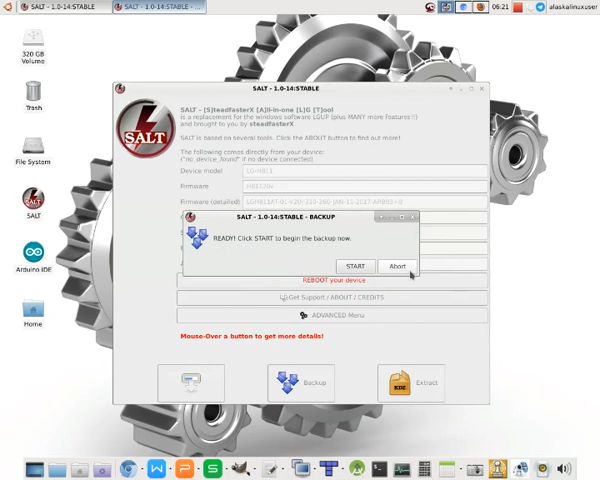 SALT - 1.0-14:STABLE
SALT - 1.0-14:STABLE - ...
06:21
alaskalinuxuser
320 GB
Volume
Trash
File System
SALT
Arduino IDE
Home
SALT - 1.0-14:STABLE
SALT
SALT - [S]teadfasterX [A]ll-in-one [L]G [T]ool
is a replacement for the windows software LGUP (plus MANY more features!!)
and brought to you by steadfasterX
SALT is based on several tools. Click the ABOUT button to find out more!
The following comes directly from your device:
("no_device_found" if no device connected)
Device model
LG-H811
Firmware
H81120v
Firmware (detailed)
SALT - 1.0-14:STABLE - BACKUP
READY! Click START to begin the backup now.
START
Abort
REBOOT your device
Get Support / ABOUT / CREDITS
ADVANCED Menu
Mouse-Over a button to get more details!
Backup
KDZ
Extract